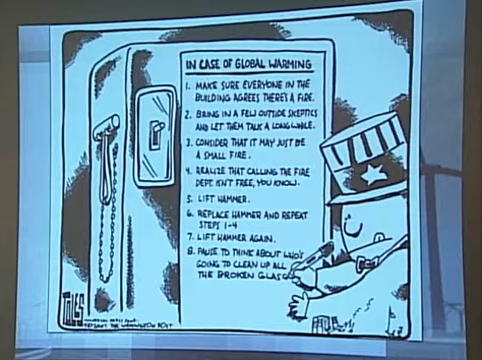 IN CASE OF GLOBAL WARMING
1. MAKE SURE EVERYONE IN THE
BUILDING AGREES THERE'S A FIRE.
2. BRING IN A FEW OUTSIDE SKEPTICS
AND LET THEM TALK A LONG WHILE.
3. CONSIDER THAT IT MAY JUST BE
A SMALL FIRE.
4. REALIZE THAT CALLING THE FIRE
DEPT. ISN'T FREE, YOU KNOW.
5. LIFT HAMMER.
6. REPLACE HAMMER AND REPEAT
STEPS 1-4
7. LIFT HAMMER AGAIN.
8. PAUSE TO THINK ABOUT WHO'S
GOING TO CLEAN UP ALL
THE BROKEN GLASS
TOLES
THE WASHINGTON POST